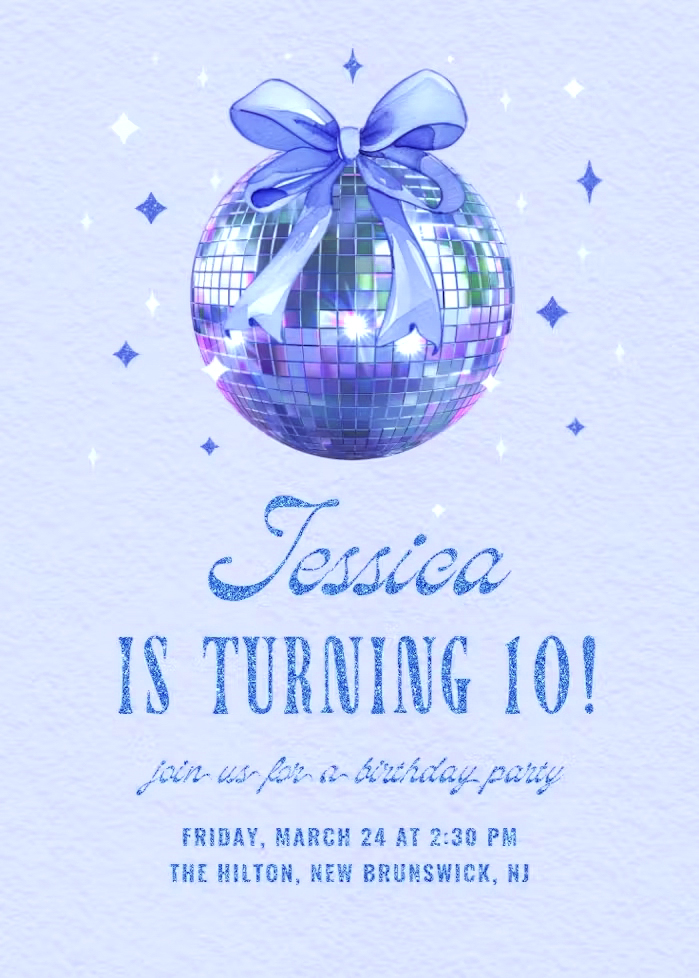 Jessica
IS TURNING 10!
join us for a birthday party
FRIDAY, MARCH 24 AT 2:30 PM
THE HILTON, NEW BRUNSWICK, NJ